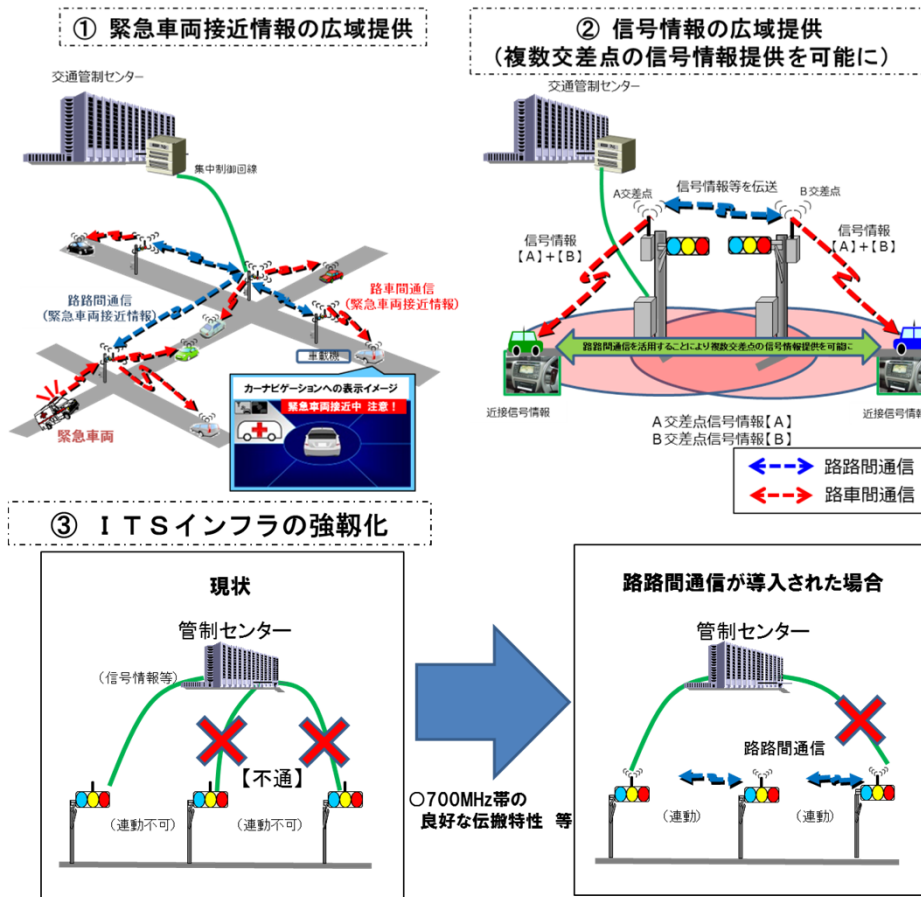 ① 緊急車両接近情報の広域提供
② 信号情報の広域提供
(複数交差点の信号情報提供を可能に)
交通管制センター
集中制御回線
路路間通信
(緊急車両接近情報)
路車間通信
(緊急車両接近情報)
車載機
緊急車両
カーナビゲーションへの表示イメージ
緊急車両接近中 注意!
交通管制センター
A交差点
信号情報等を伝送
B交差点
信号情報
【A】+【B】
信号情報
【A】+【B】
路路間通信を活用することにより複数交差点の信号情報提供を可能に
近接信号情報
近接信号情報
A交差点信号情報【A】
B交差点信号情報【B】
路路間通信
路車間通信
③ ITSインフラの強靱化
現状
管制センター
(信号情報等)
【不通】
(連動不可)
(連動不可)
○700MHz帯の
良好な伝搬特性 等
路路間通信が導入された場合
管制センター
路路間通信
(連動)
(連動)